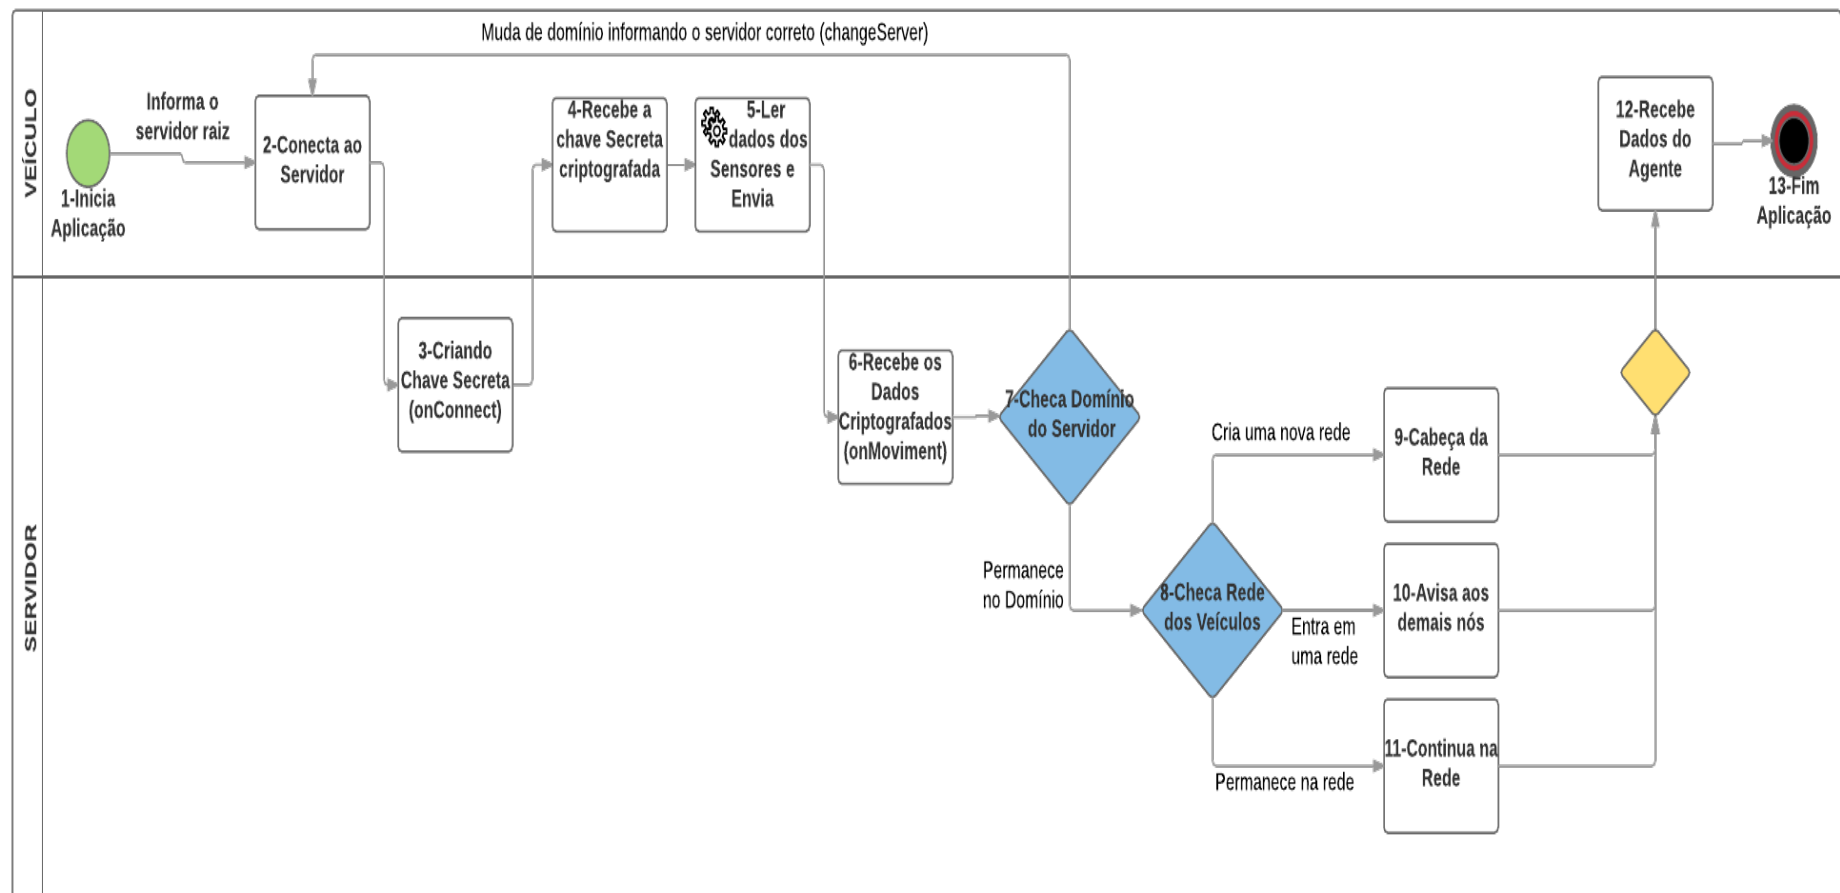 Muda de domínio informando o servidor correto (changeServer)
VEÍCULO
Informa o
servidor raiz
1-Inicia
Aplicação
2-Conecta ao
Servidor
4-Recebe a
chave Secreta
criptografada
5-Ler
dados dos
Sensores e
Envia
12-Recebe
Dados do
Agente
13-Fim
Aplicação
SERVIDOR
3-Criando
Chave Secreta
(onConnect)
6-Recebe os
Dados
Criptografados
(onMoviment)
7-Checa Domínio
do Servidor
Permanece
no Domínio
8-Checa Rede
dos Veículos
Cria uma nova rede
9-Cabeça da
Rede
Entra em
uma rede
10-Avisa aos
demais nós
Permanece na rede
11-Continua na
Rede